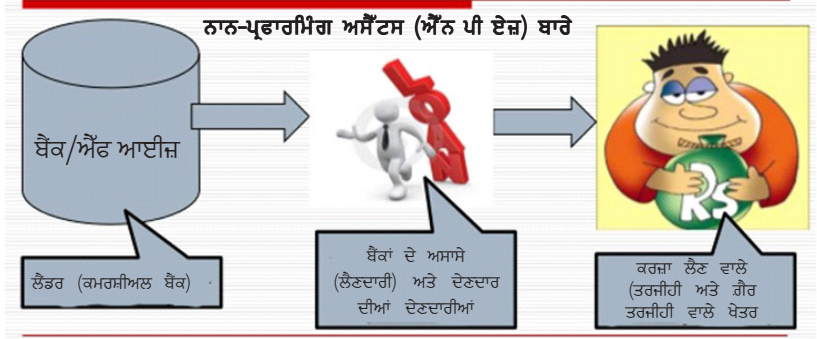 ਨਾਨ-ਪ੍ਰਫਾਰਮਿੰਗ ਅਸੈੱਟਸ (ਐੱਨ ਪੀ ਏਜ਼) ਬਾਰੇ
ਬੈਂਕ/ਐੱਫ ਆਈਜ਼
LOAN
RS
ਲੈਂਡਰ (ਕਮਰਸ਼ੀਅਲ ਬੈਂਕ)
ਬੈਂਕਾਂ ਦੇ ਅਸਾਸੇ
(ਲੈਣਦਾਰੀ) ਅਤੇ ਦੇਣਦਾਰ
ਦੀਆਂ ਦੇਣਦਾਰੀਆਂ
ਕਰਜ਼ਾ ਲੈਣ ਵਾਲੇ
(ਤਰਜੀਹੀ ਅਤੇ ਗ਼ੈਰ
ਤਰਜੀਹੀ ਵਾਲੇ ਖੇਤਰ